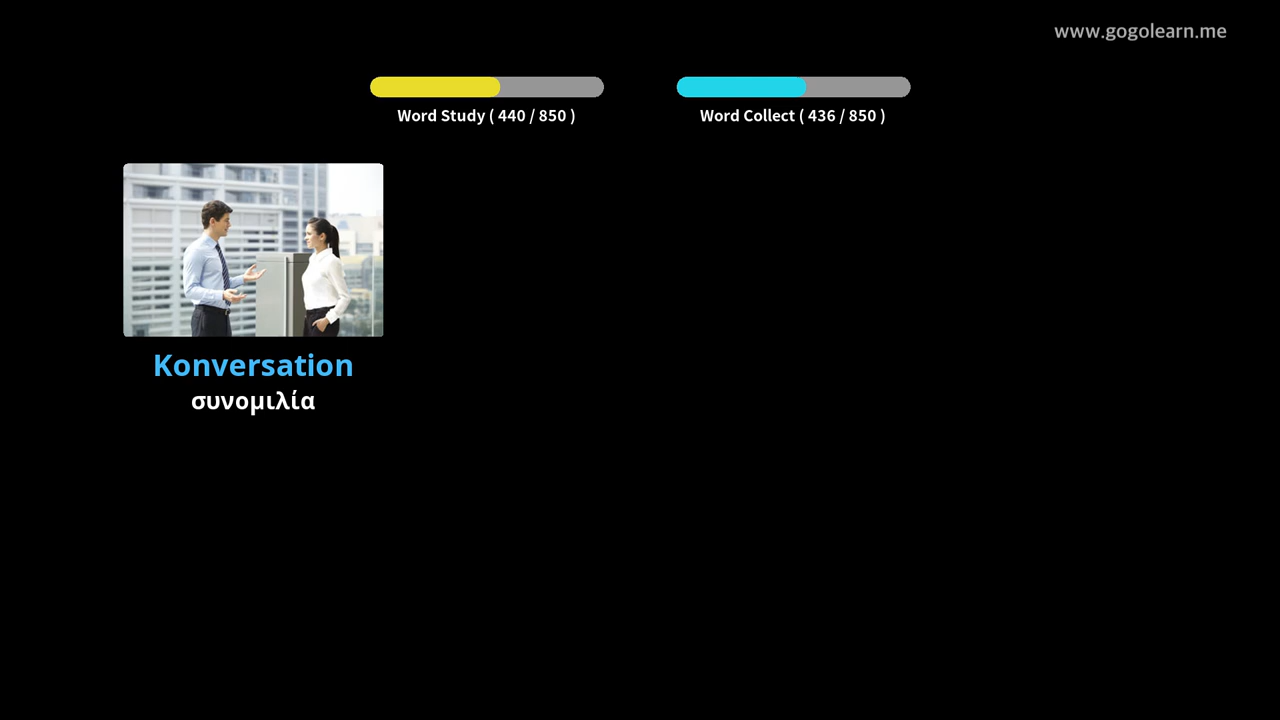 www.gogolearn.me
Word Study ( 440 / 850 )
Word Collect ( 436 / 850 )
Konversation
συνομιλία